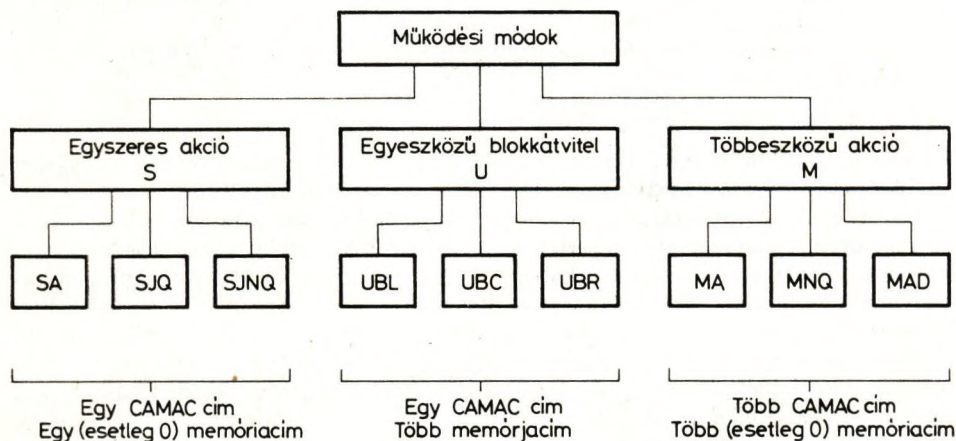 Működési módok
Egyszeres akció
S
Egyeszközű blokkátvitel
U
Többeszközű akció
M
SA
SJQ
SJNQ
UBL
UBC
UBR
MA
MNQ
MAD
Egy CAMAC cím
Egy (esetleg 0) memóriacím
Egy CAMAC cím
Több memórjacím
Több CAMAC cím
Több (esetleg 0) memóriacím